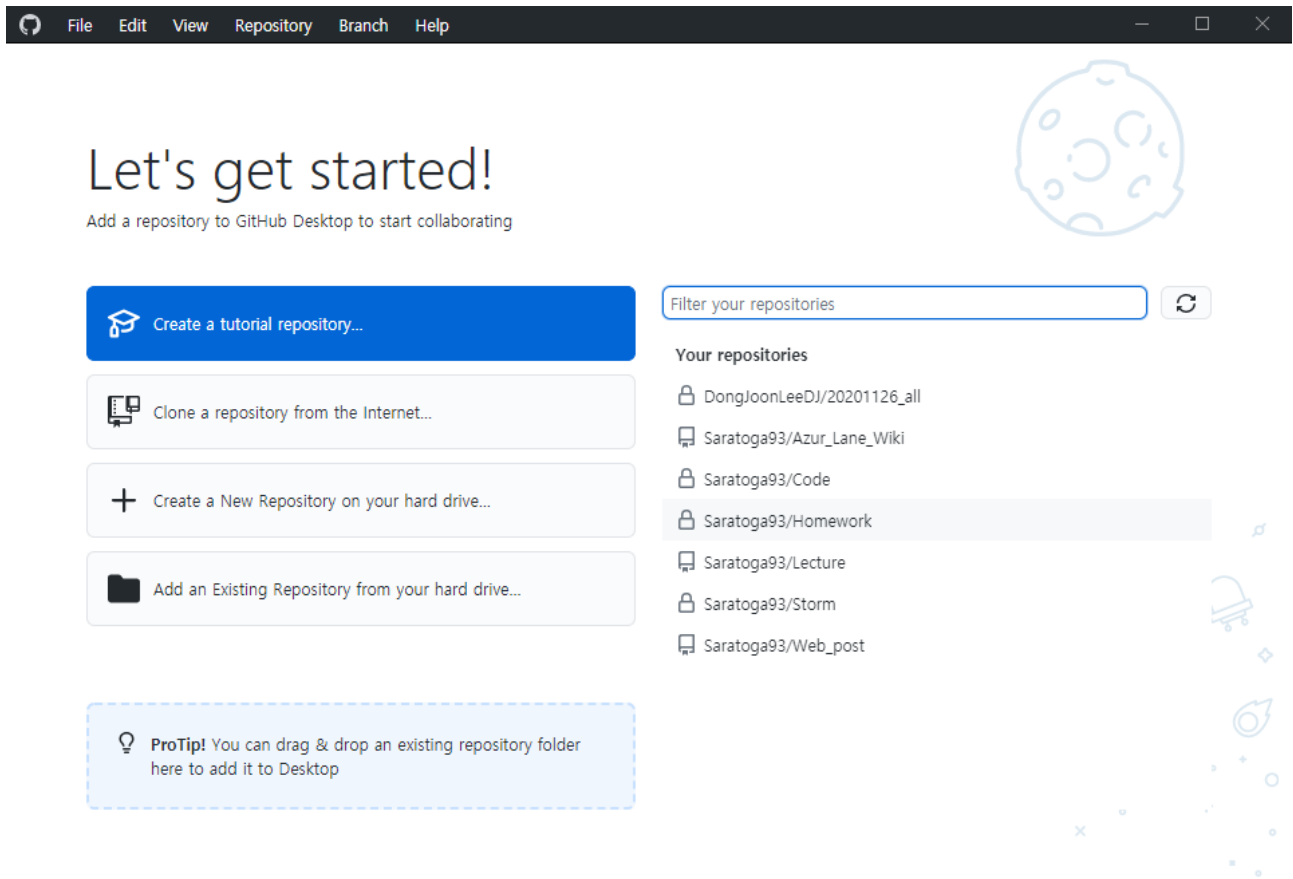 File Edit View Repository Branch Help
Let's get started!
Add a repository to GitHub Desktop to start collaborating
Create a tutorial repository...
Clone a repository from the Internet...
Create a New Repository on your hard drive...
Add an Existing Repository from your hard drive...
ProTip! You can drag & drop an existing repository folder
here to add it to Desktop
Filter your repositories
Your repositories
DongJoonLeeDJ/20201126_all
Saratoga93/Azur_Lane_Wiki
Saratoga93/Code
Saratoga93/Homework
Saratoga93/Lecture
Saratoga93/Storm
Saratoga93/Web_post